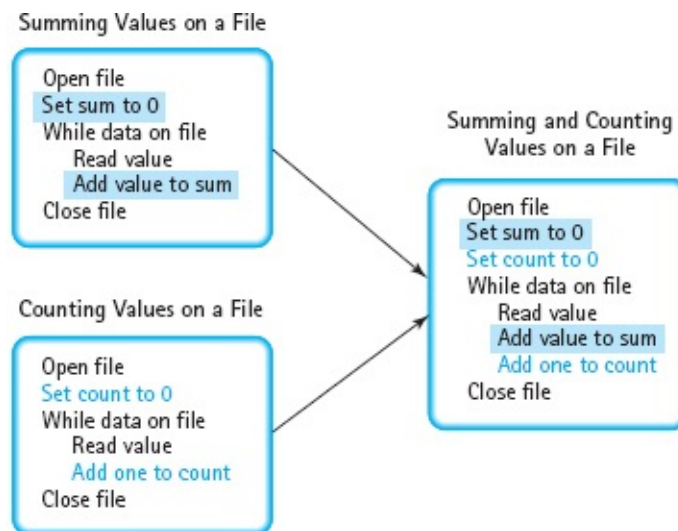 Summing Values on a File
Open file
Set sum to 0
While data on file
Read value
Add value to sum
Close file
Counting Values on a File
Open file
Set count to 0
While data on file
Read value
Add one to count
Close file
Summing and Counting
Values on a File
Open file
Set sum to 0
Set count to 0
While data on file
Read value
Add value to sum
Add one to count
Close file